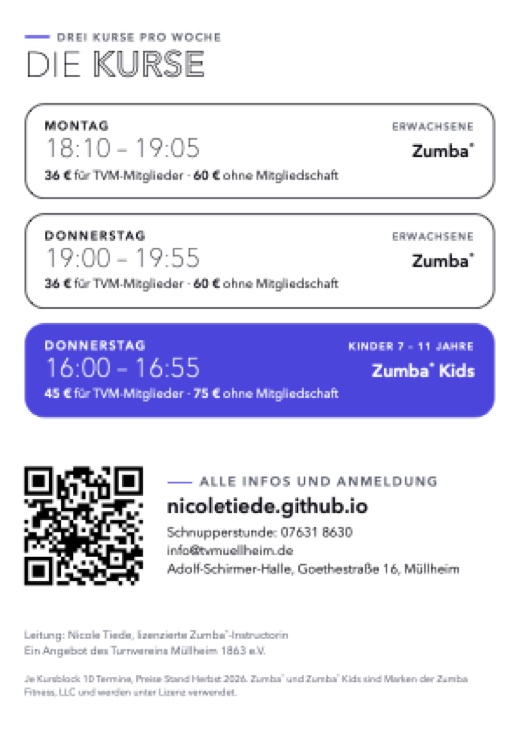 DREI KURSE PRO WOCHE
DIE KURSE
MONTAG
ERWACHSENE
18:10 – 19:05
Zumba®
36 € für TVM-Mitglieder · 60 € ohne Mitgliedschaft
DONNERSTAG
ERWACHSENE
19:00 – 19:55
Zumba®
36 € für TVM-Mitglieder · 60 € ohne Mitgliedschaft
DONNERSTAG
KINDER 7 – 11 JAHRE
16:00 – 16:55
Zumba® Kids
45 € für TVM-Mitglieder · 75 € ohne Mitgliedschaft
ALLE INFOS UND ANMELDUNG
nicoletiede.github.io
Schnupperstunde: 07631 8630
info@tvmuellheim.de
Adolf-Schirmer-Halle, Goethestraße 16, Müllheim
Leitung: Nicole Tiede, lizenzierte Zumba®-Instructorin
Ein Angebot des Turnvereins Müllheim 1863 e.V.
Je Kursblock 10 Termine, Preise Stand Herbst 2026. Zumba® und Zumba® Kids sind Marken der Zumba
Fitness, LLC und werden unter Lizenz verwendet.